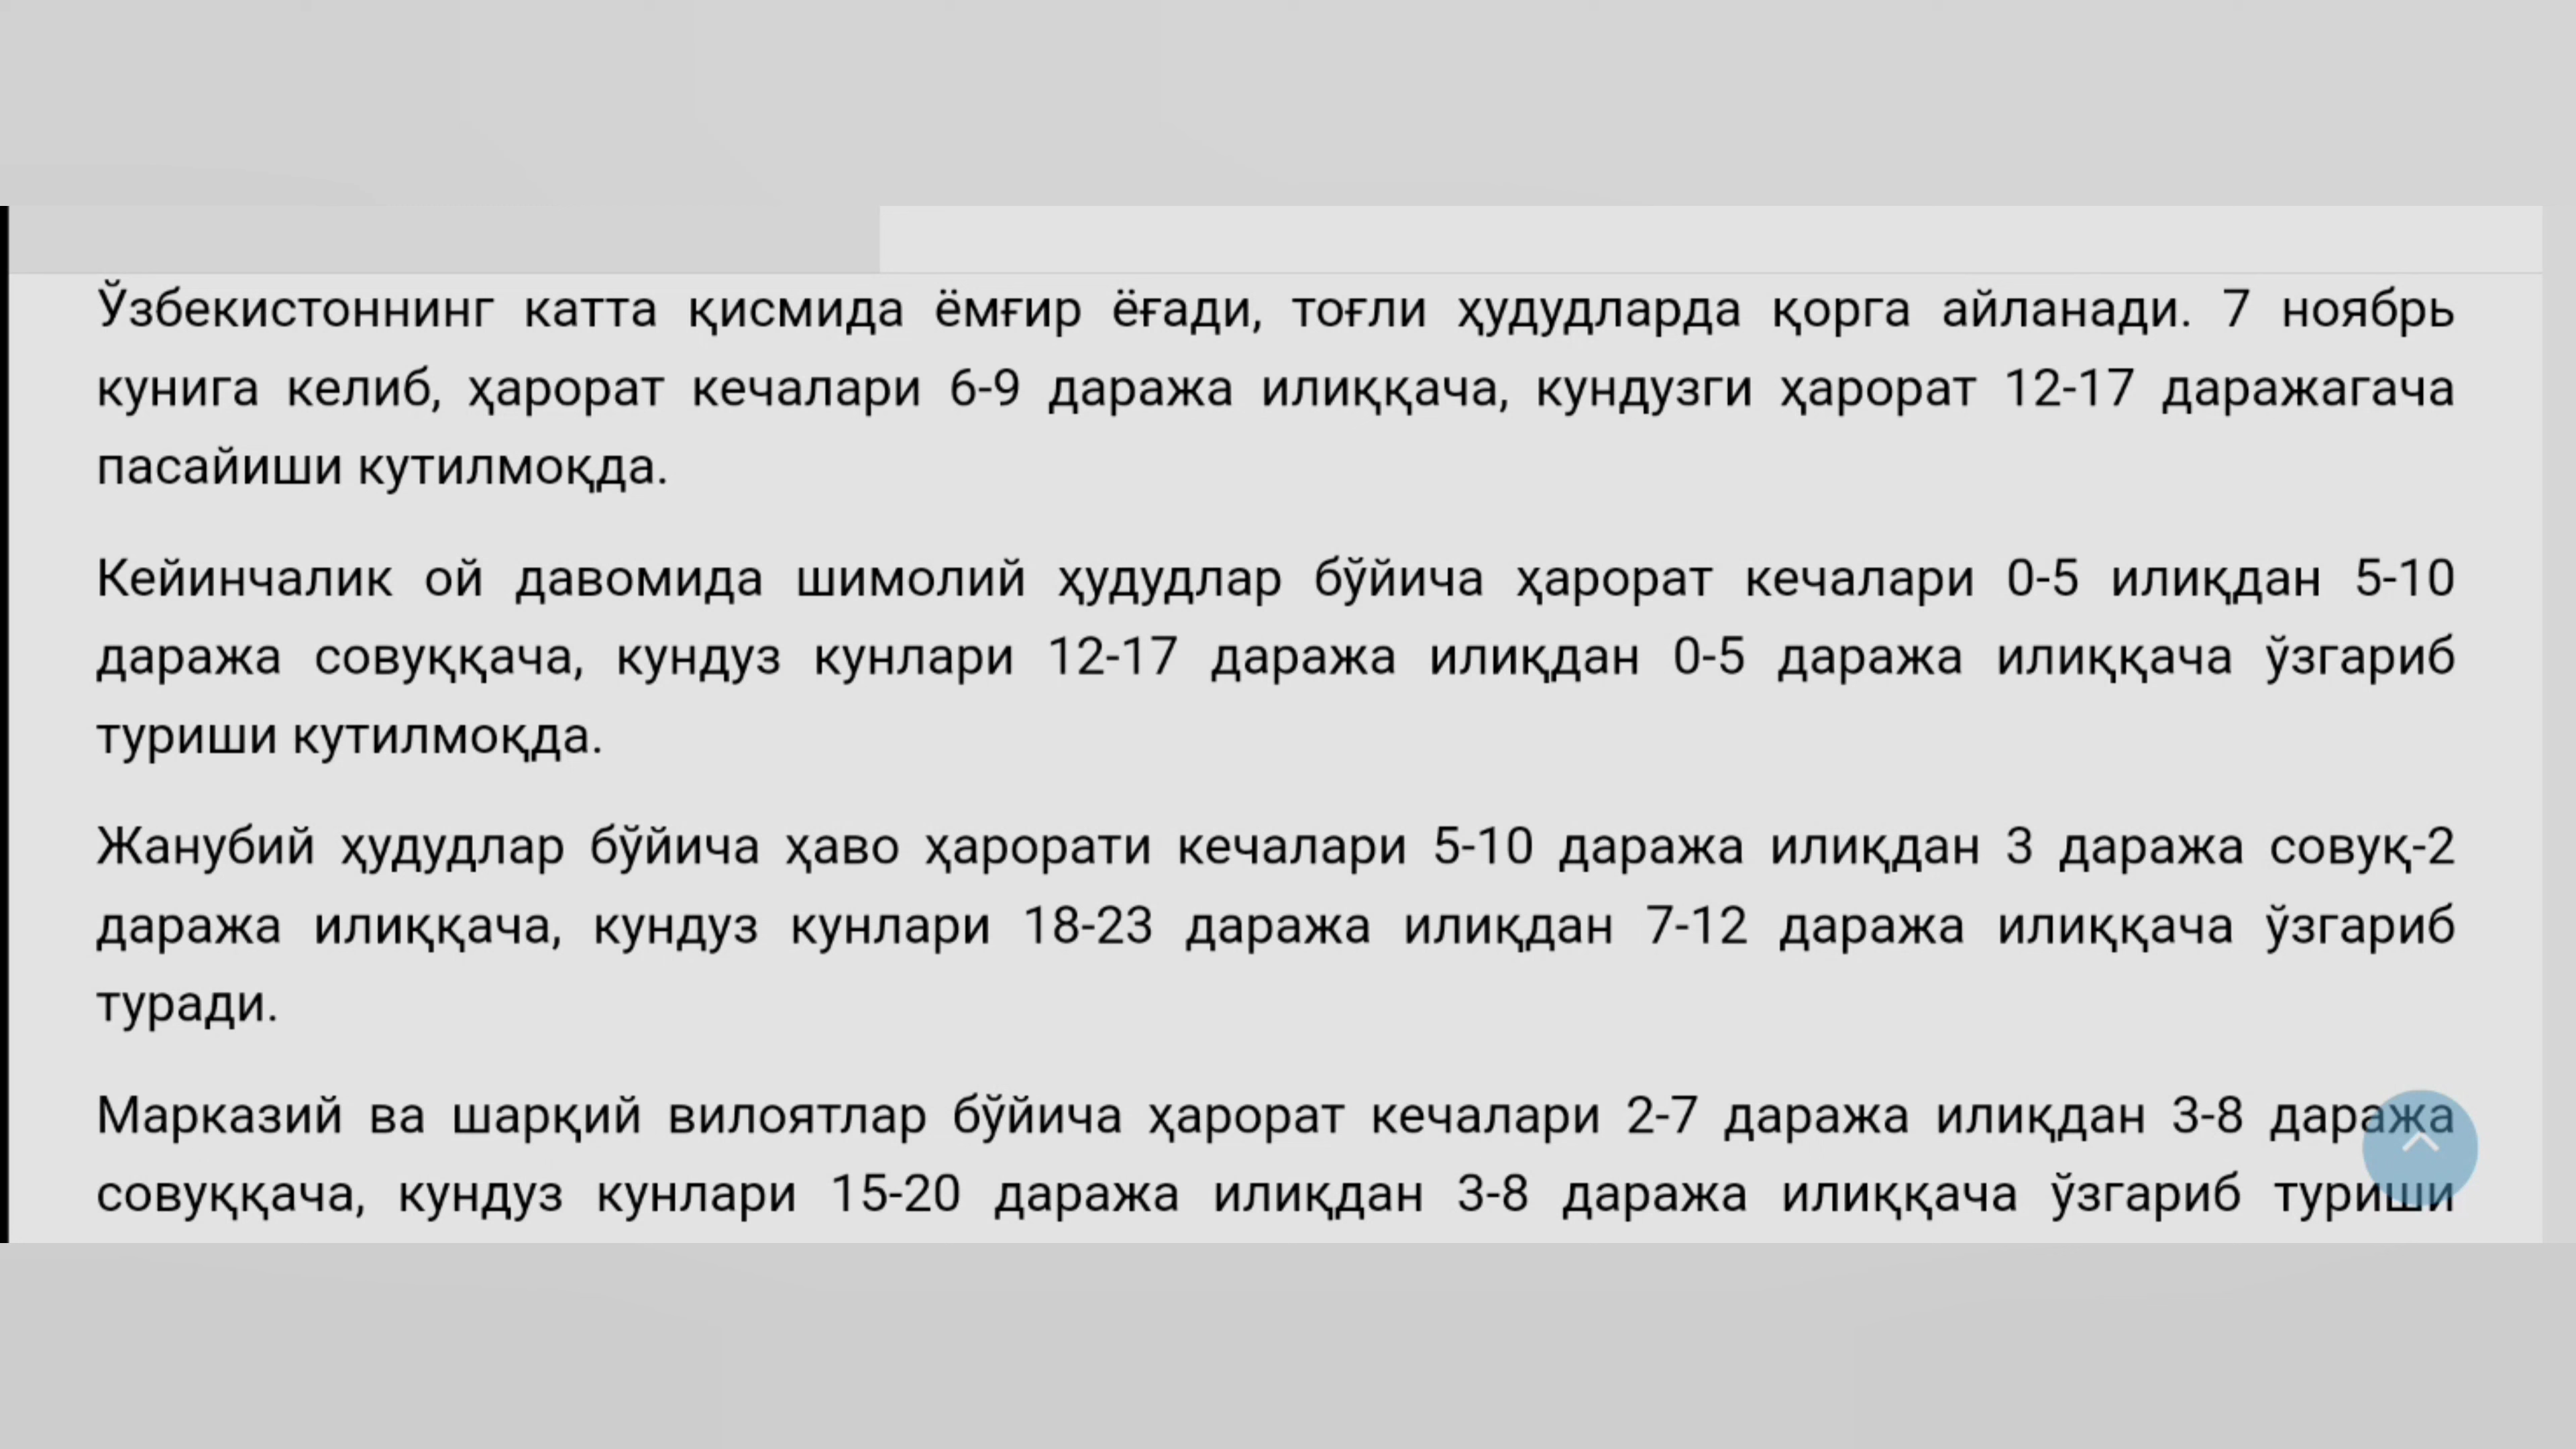 Ўзбекистоннинг катта қисмида ёмғир ёғади, тоғли ҳудудларда қорга айланади. 7 ноябрь
кунига келиб, ҳарорат кечалари 6-9 даража илиққача, кундузги ҳарорат 12-17 даражагача
пасайиши кутилмоқда.
Кейинчалик ой давомида шимолий ҳудудлар бўйича ҳарорат кечалари 0-5 илиқдан 5-10
даража совуққача, кундуз кунлари 12-17 даража илиқдан 0-5 даража илиққача ўзгариб
туриши кутилмоқда.
Жанубий ҳудудлар бўйича ҳаво ҳарорати кечалари 5-10 даража илиқдан 3 даража совуқ-2
даража илиққача, кундуз кунлари 18-23 даража илиқдан 7-12 даража илиққача ўзгариб
туради.
Марказий ва шарқий вилоятлар бўйича ҳарорат кечалари 2-7 даража илиқдан 3-8 даража
совуққача, кундуз кунлари 15-20 даража илиқдан 3-8 даража илиққача ўзгариб туриши